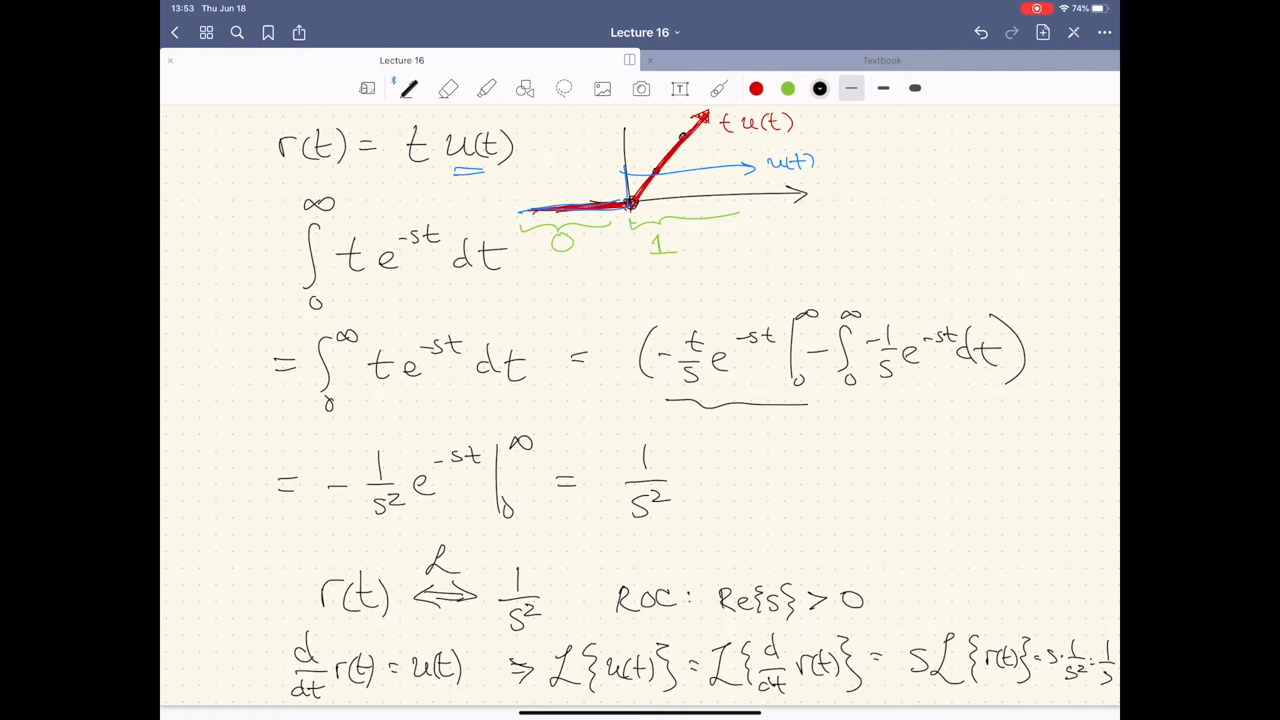 13:53 Thu Jun 18
74%
Lecture 16
Lecture 16 Textbook
r(t) = t u(t)
t u(t)
u(t)
0 1
∞
∫ t e^{-st} dt
0
= ∫_0^∞ t e^{-st} dt = (-t/s e^{-st} |_0^∞ - ∫_0^∞ -1/s e^{-st} dt)
= - 1/s² e^{-st} |_0^∞ = 1/s²
r(t) ⇔^ℒ 1/s² ROC: Re{s} > 0
d/dt r(t) = u(t) ⇒ ℒ{u(t)} = ℒ{d/dt r(t)} = sℒ{r(t)} = s·1/s² = 1/s